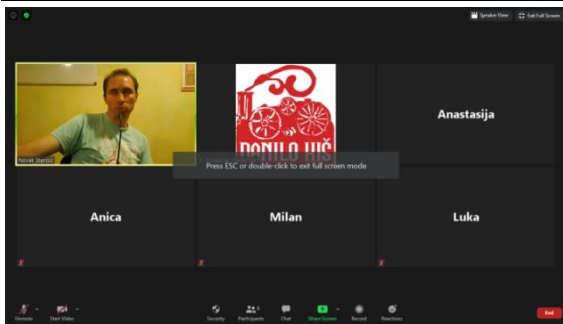 Speaker View
Exit Full Screen
Anastasija
DANILO KIŠ
Press ESC or double-click to exit full screen mode
Anica
Milan
Luka
Unmute
Start Video
Security
Participants
Chat
Share Screen
Record
Reactions
End